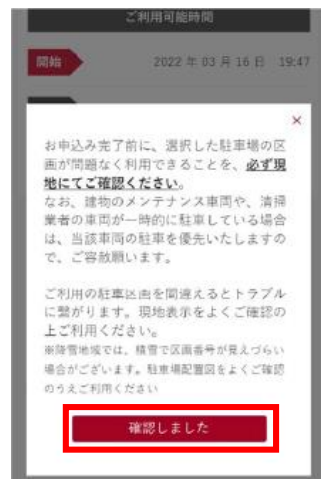 ご利用可能時間
開始
2022 年 03 月 16 日 19:47
×
お申込み完了前に、選択した駐車場の区
画が問題なく利用できることを、必ず現
地にてご確認ください。
なお、建物のメンテナンス車両や、清掃
業者の車両が一時的に駐車している場合
は、当該車両の駐車を優先いたしますの
で、ご容赦願います。
ご利用の駐車区画を間違えるとトラブル
に繋がります。現地表示をよくご確認の
上ご利用ください。
※降雪地域では、積雪で区画番号が見えづらい
場合がございます。駐車場配置図をよくご確認
のうえご利用ください
確認しました